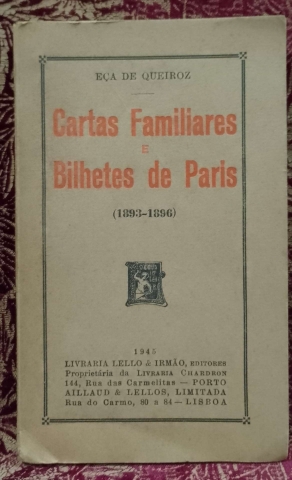 EÇA DE QUEIROZ
Cartas Familiares
E
Bilhetes de Paris
(1893-1896)
1945
LIVRARIA LELLO & IRMÃO, EDITORES
Proprietária da LIVRARIA CHARDRON
144, Rua das Carmelitas — PORTO
AILLAUD & LELLOS, LIMITADA
Rua do Carmo, 80 a 84 — LISBOA